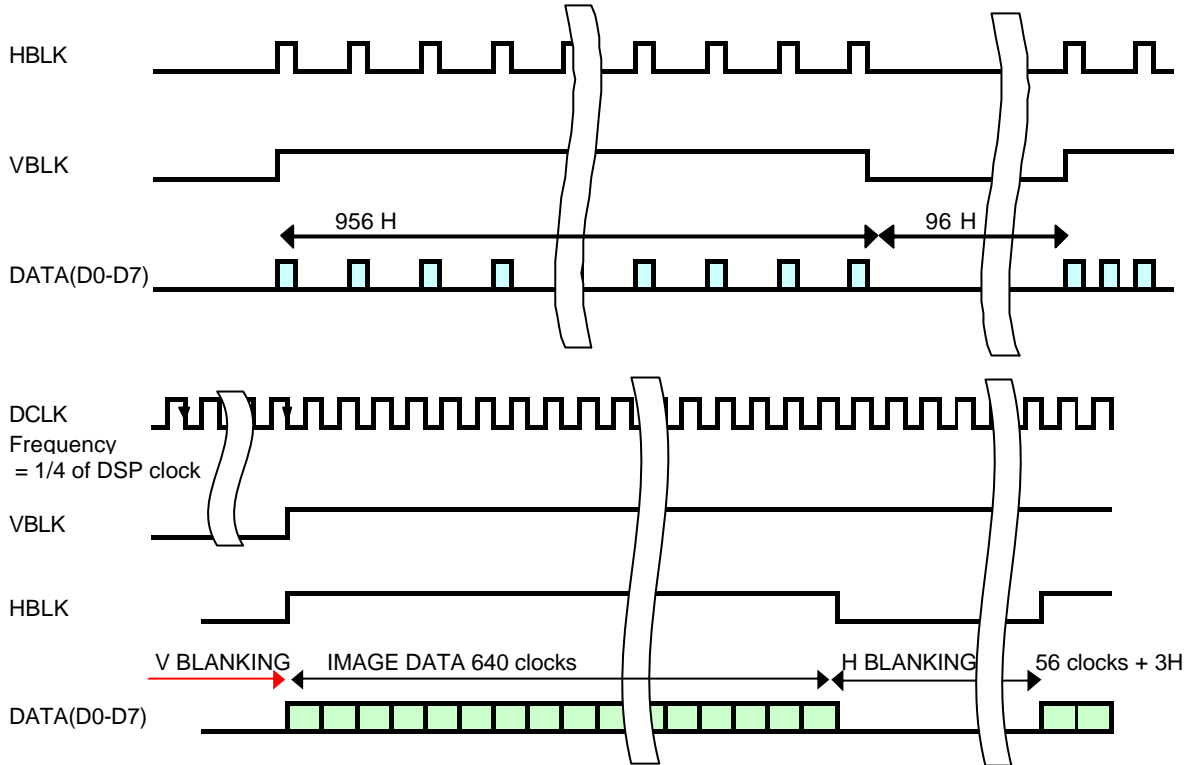 HBLK
VBLK
956 H 96 H
DATA(D0-D7)
DCLK
Frequency
= 1/4 of DSP clock
VBLK
HBLK
V BLANKING IMAGE DATA 640 clocks H BLANKING 56 clocks + 3H
DATA(D0-D7)